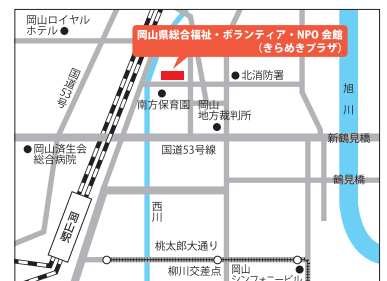 岡山ロイヤル
ホテル
岡山県総合福祉・ボランティア・NPO 会館
（きらめきプラザ）
国道53号
北消防署
旭川
南方保育園
岡山
地方裁判所
新鶴見橋
岡山済生会
総合病院
国道53号線
鶴見橋
西川
岡山駅
桃太郎大通り
柳川交差点
岡山
シンフォニービル